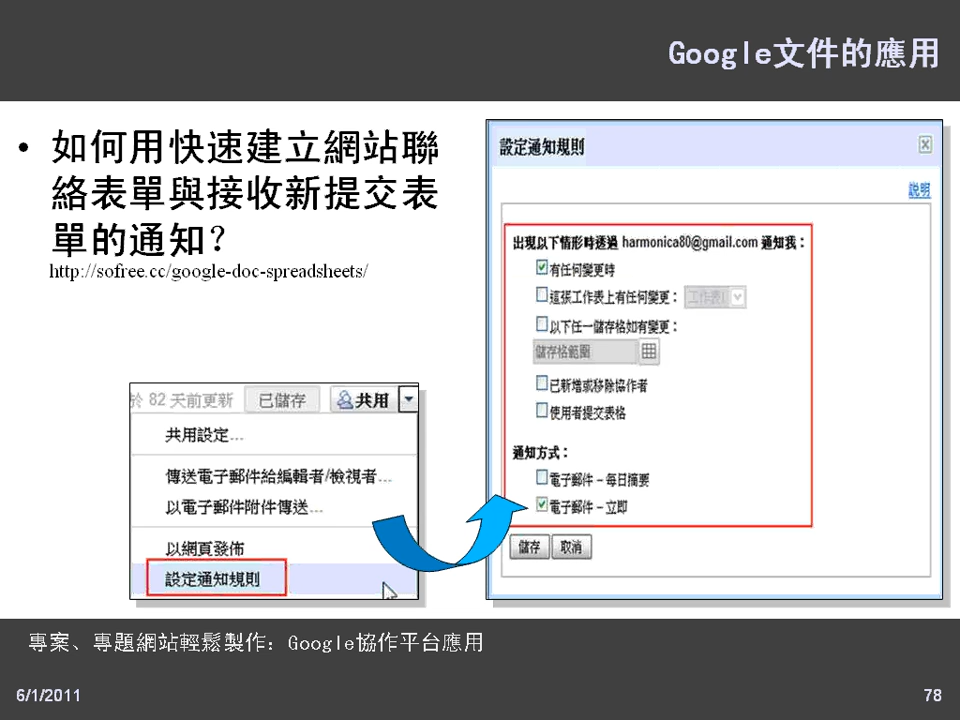 Google文件的應用
• 如何用快速建立網站聯
絡表單與接收新提交表
單的通知？
http://sofree.cc/google-doc-spreadsheets/
於 82 天前更新 已儲存 共用
共用設定...
傳送電子郵件給編輯者/檢視者...
以電子郵件附件傳送...
以網頁發佈
設定通知規則
設定通知規則
說明
出現以下情形時透過 harmonica80@gmail.com 通知我：
有任何變更時
這張工作表上有任何變更： 工作表1
以下任一儲存格如有變更：
儲存格範圍
已新增或移除協作者
使用者提交表格
通知方式：
電子郵件 – 每日摘要
電子郵件 – 立即
儲存 取消
專案、專題網站輕鬆製作：Google協作平台應用
6/1/2011
78